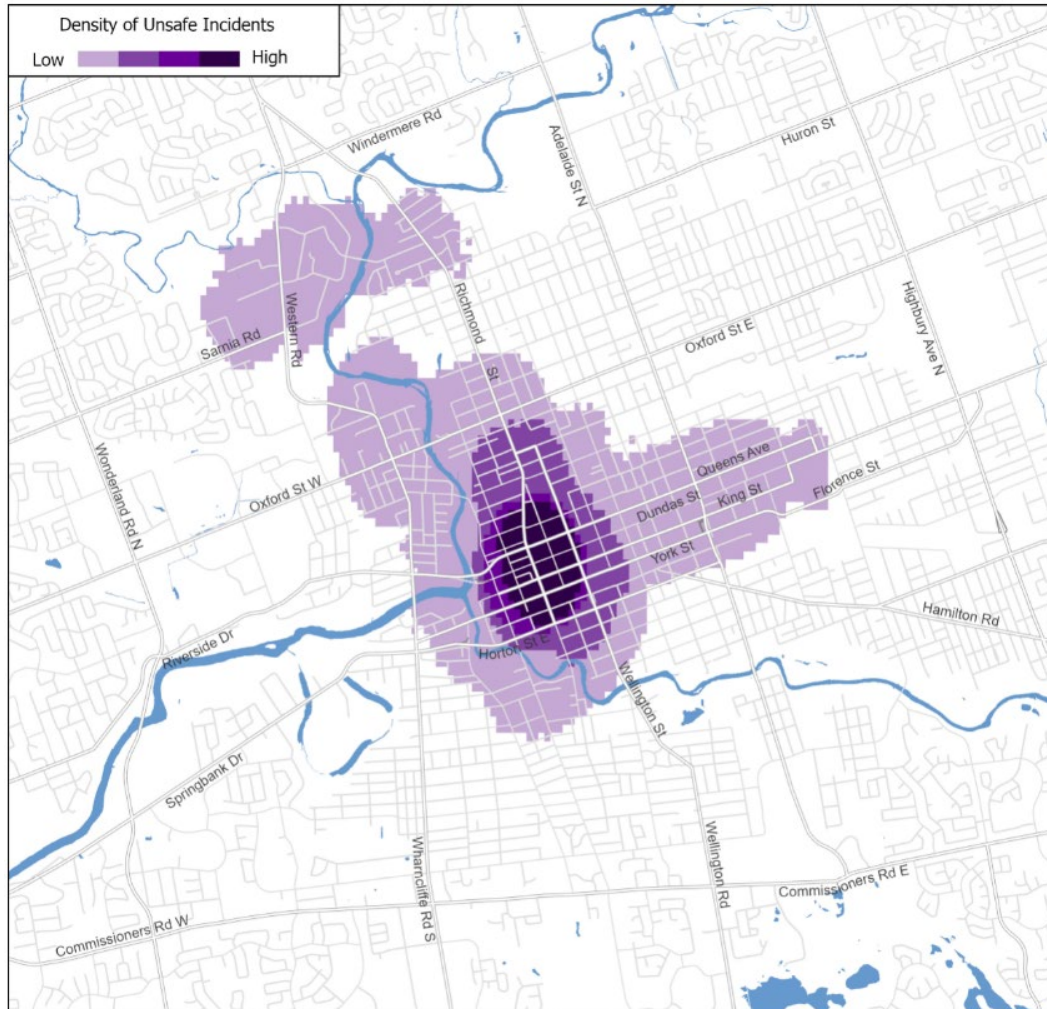 Density of Unsafe Incidents
Low High
Windermere Rd
Adelaide St N
Huron St
Richmond
St
Western Rd
Sarnia Rd
Oxford St E
Highbury Ave N
Wonderland Rd N
Oxford St W
Queens Ave
Dundas St
King St
Florence St
York St
Hamilton Rd
Riverside Dr
Horton St E
Wellington St
Springbank Dr
Wharncliffe Rd S
Wellington Rd
Commissioners Rd E
Commissioners Rd W